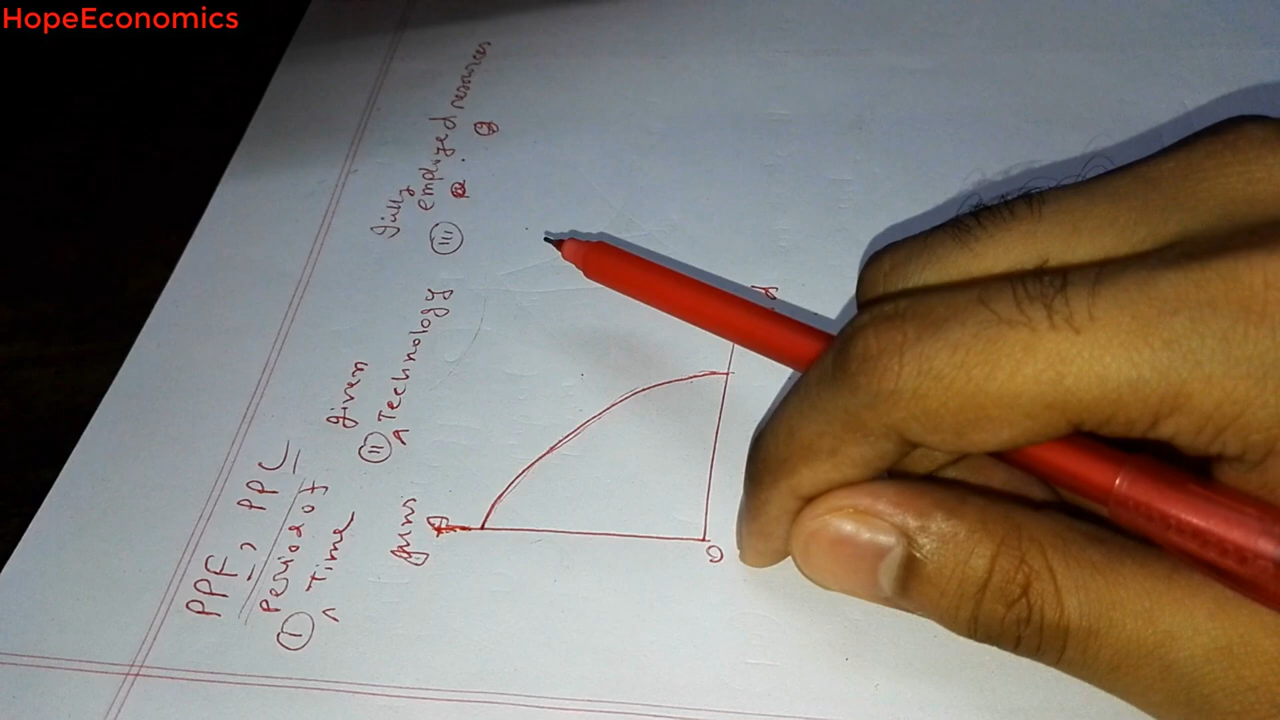 HopeEconomics
PPF, PPC
I Period of
^ Time
given
II ^ Technology
fully
III employed resources
guns
y
O